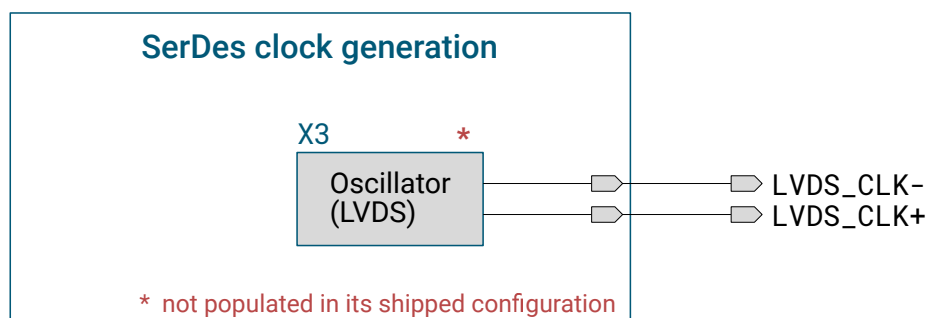 SerDes clock generation
X3 *
Oscillator
(LVDS)
LVDS_CLK-
LVDS_CLK+
* not populated in its shipped configuration